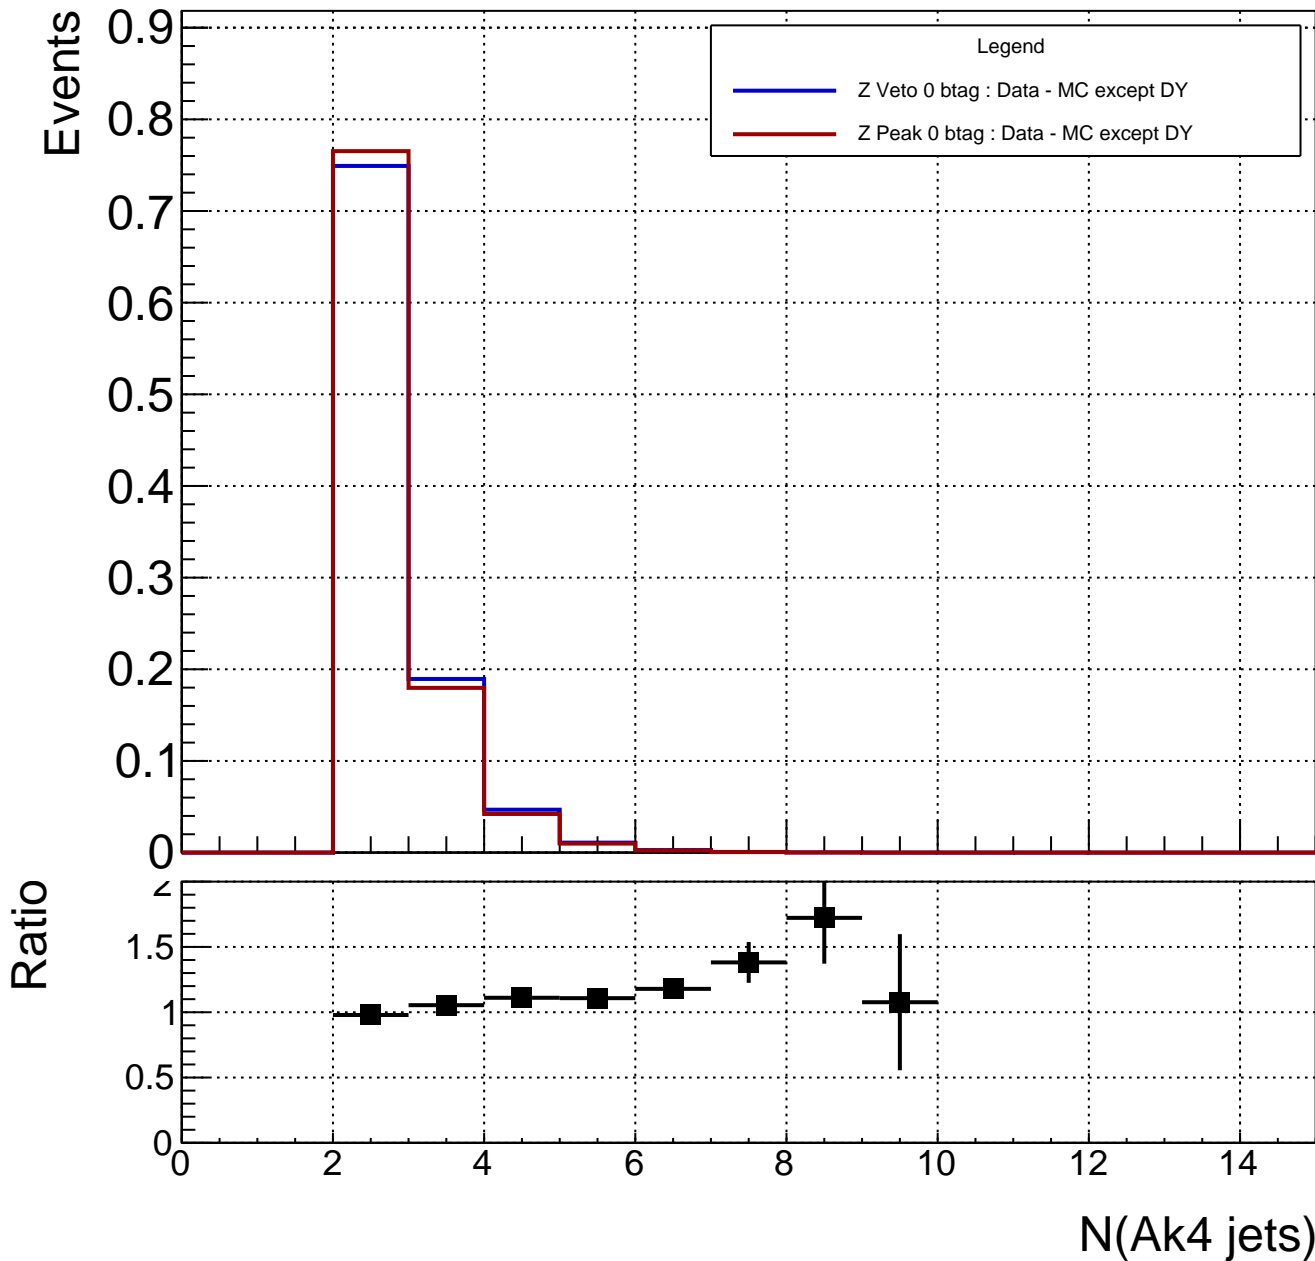 Events
0.9
0.8
0.7
0.6
0.5
0.4
0.3
0.2
0.1
0
Legend
Z Veto 0 btag : Data - MC except DY
Z Peak 0 btag : Data - MC except DY
Ratio
2
1.5
1
0.5
0
0 2 4 6 8 10 12 14
N(Ak4 jets)